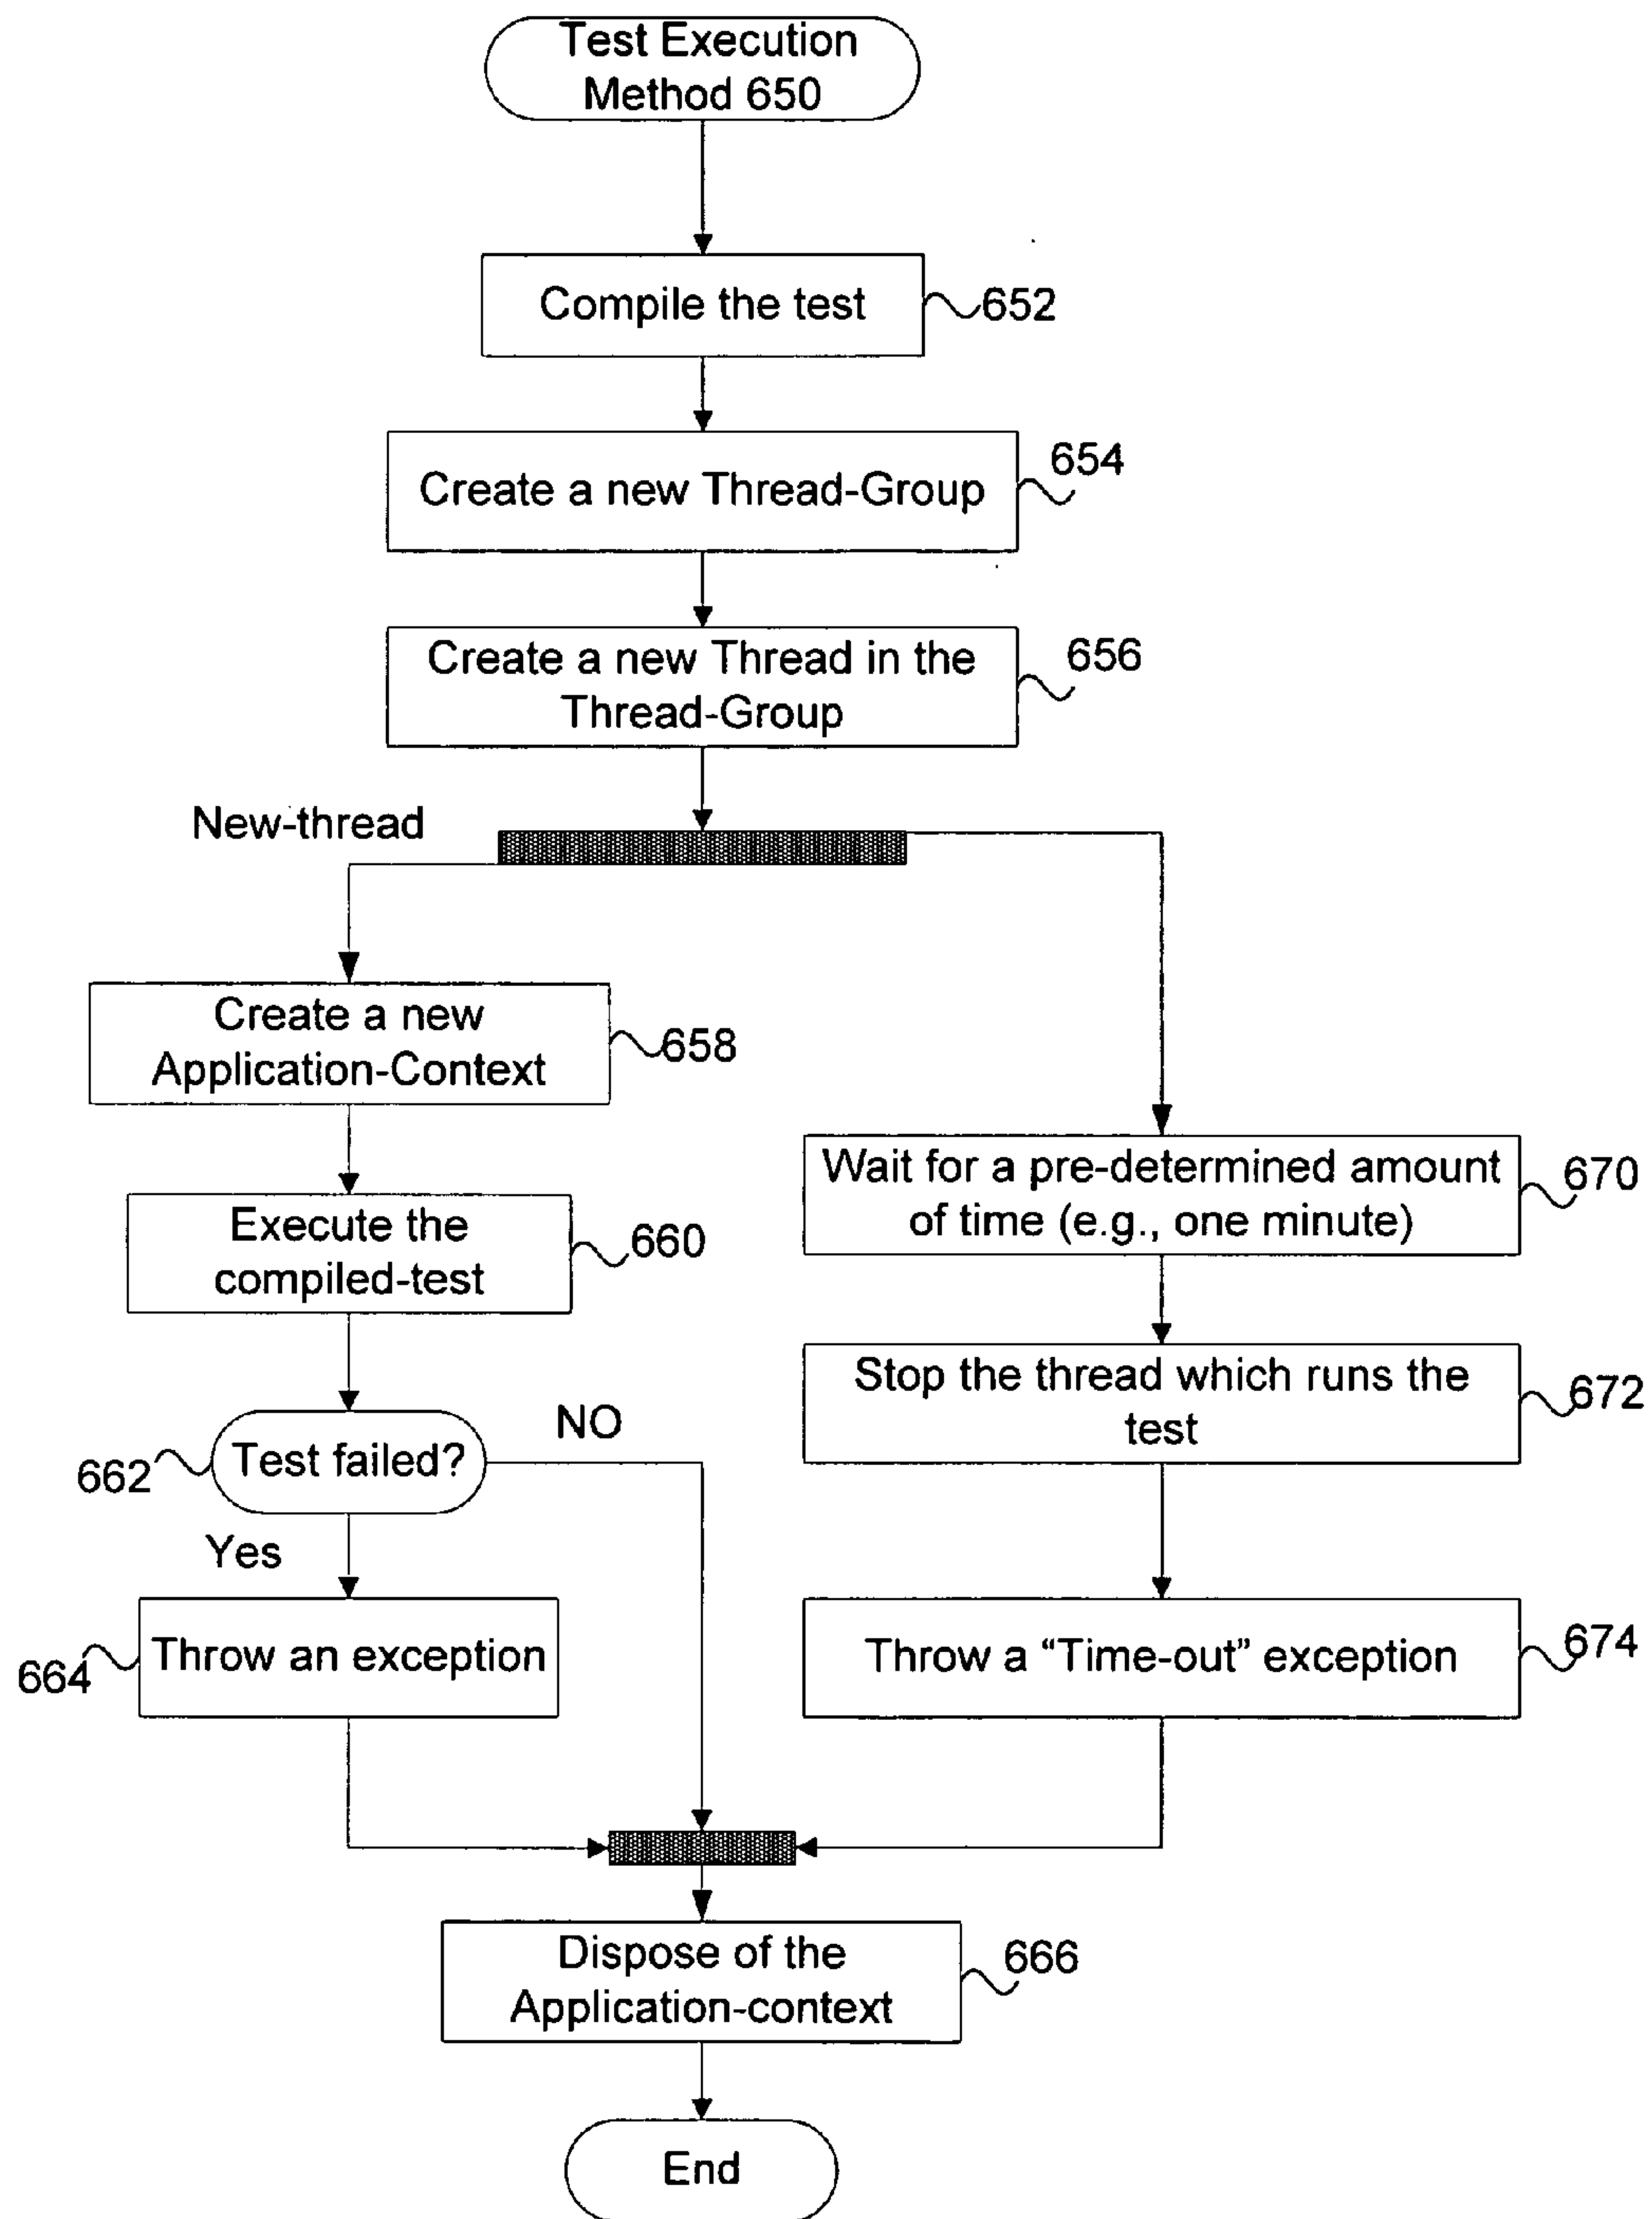 Test Execution
Method 650
Compile the test
652
Create a new Thread-Group
654
Create a new Thread in the
Thread-Group
656
New-thread
Create a new
Application-Context
658
Wait for a pre-determined amount
of time (e.g., one minute)
670
Execute the
compiled-test
660
Stop the thread which runs the
test
672
Test failed?
662
NO
Yes
Throw an exception
664
Throw a “Time-out” exception
674
Dispose of the
Application-context
666
End